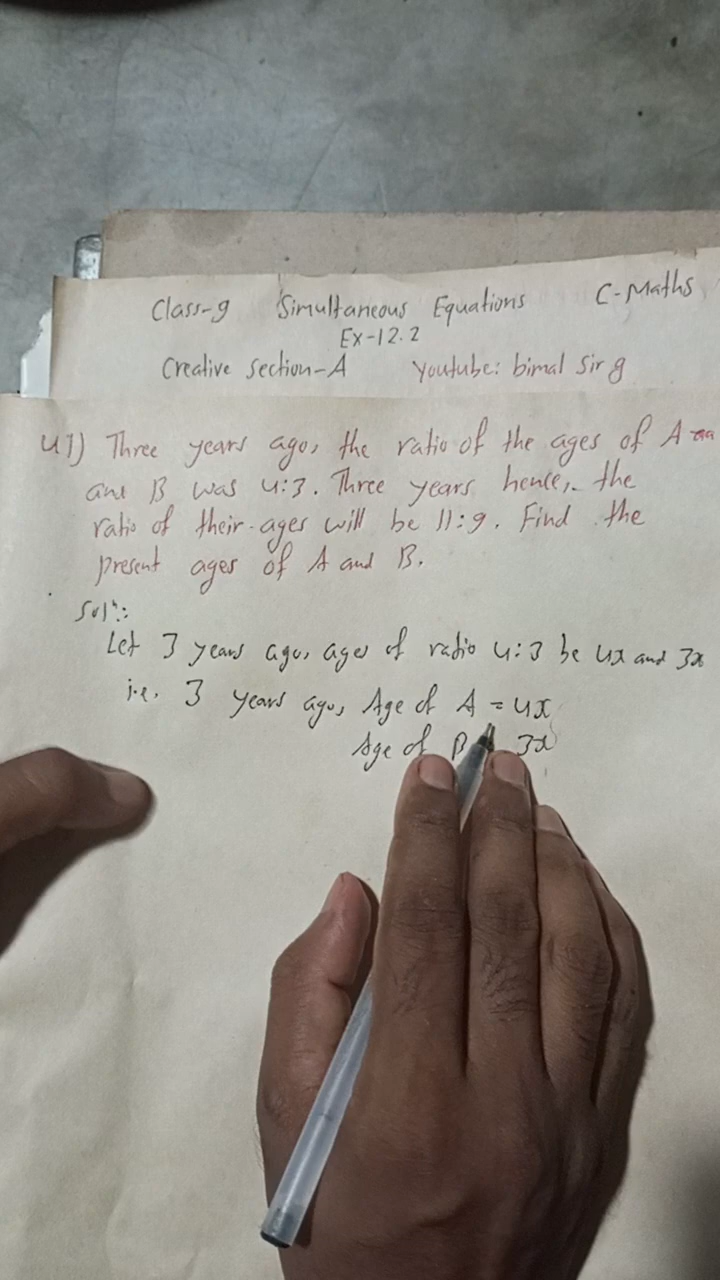 Class-9 Simultaneous Equations C-Maths
Ex-12.2
Creative Section-A Youtube: bimal Sir g
41) Three years ago, the ratio of the ages of A
and B was 4:3. Three years hence, the
ratio of their ages will be 11:9. Find the
present ages of A and B.
Solⁿ:
Let 3 years ago, ages of ratio 4:3 be 4x and 3x
i.e. 3 years ago, Age of A = 4x
Age of B 3x